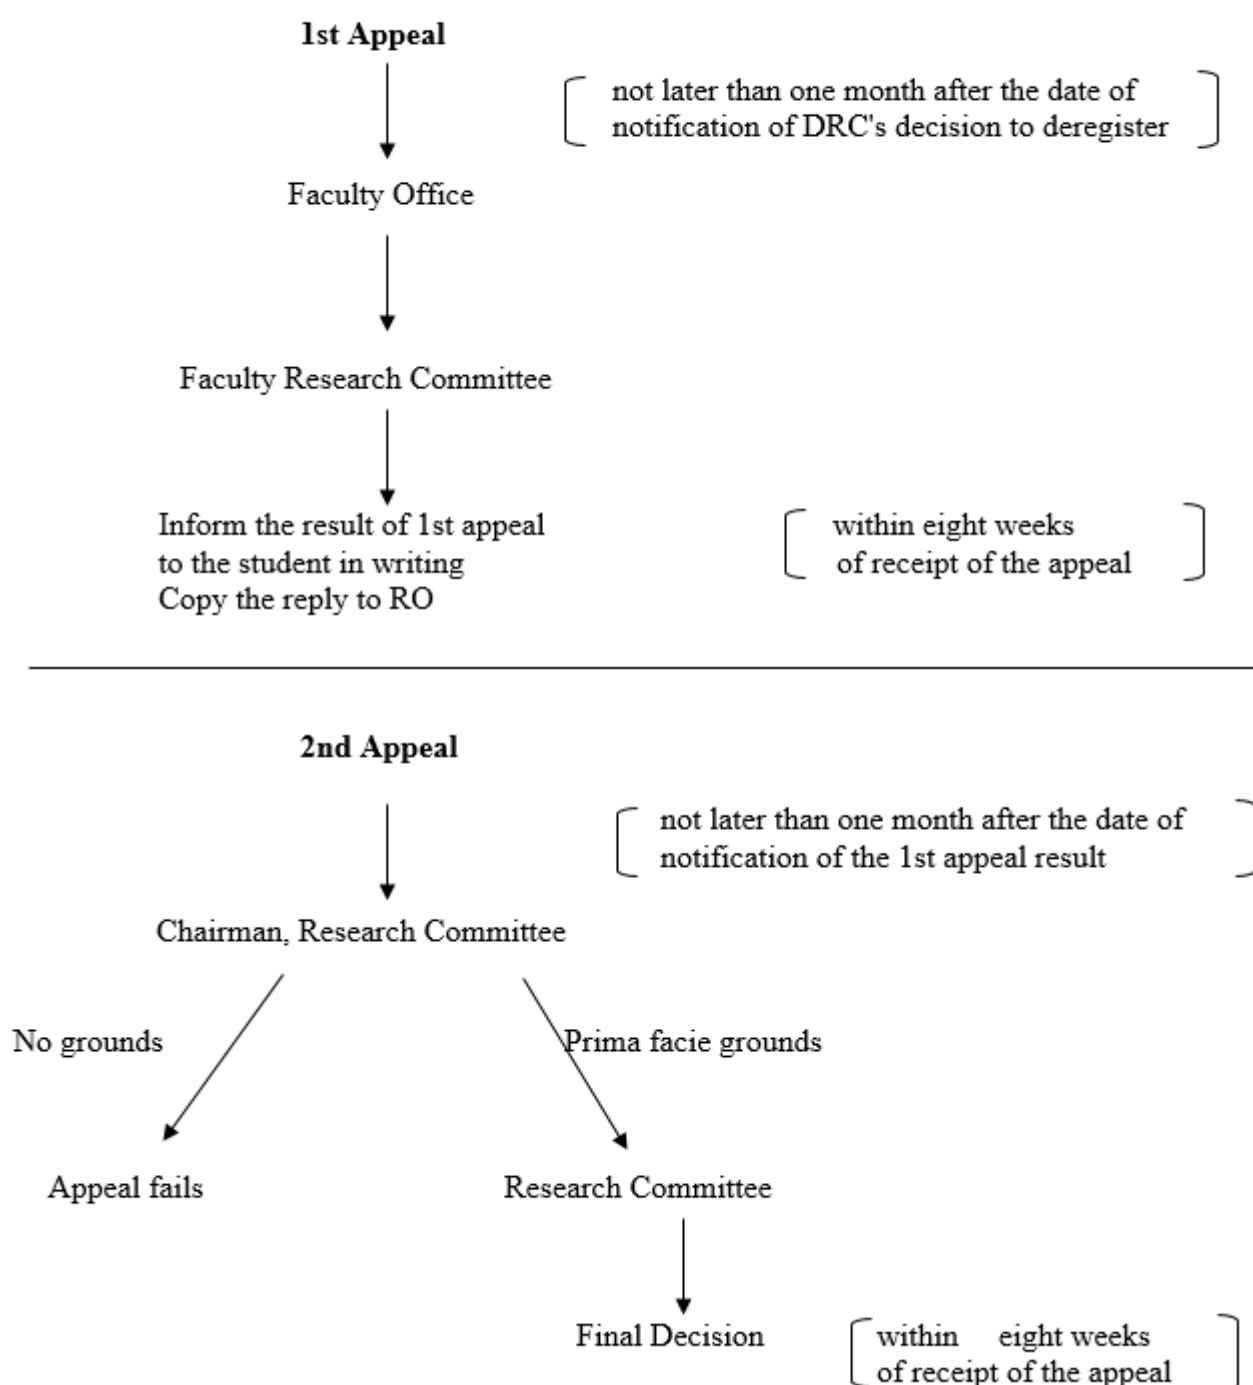 1st Appeal
not later than one month after the date of
notification of DRC's decision to deregister
Faculty Office
Faculty Research Committee
Inform the result of 1st appeal
to the student in writing
Copy the reply to RO
within eight weeks
of receipt of the appeal
2nd Appeal
not later than one month after the date of
notification of the 1st appeal result
Chairman, Research Committee
No grounds
Prima facie grounds
Appeal fails
Research Committee
Final Decision
within eight weeks
of receipt of the appeal